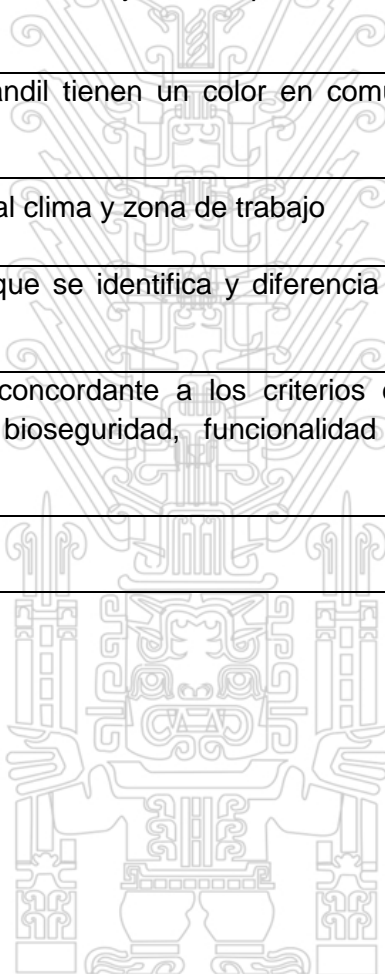 andil tienen un color en com
al clima y zona de trabajo
que se identifica y diferencia
concordante a los criterios
bioseguridad, funcionalidad